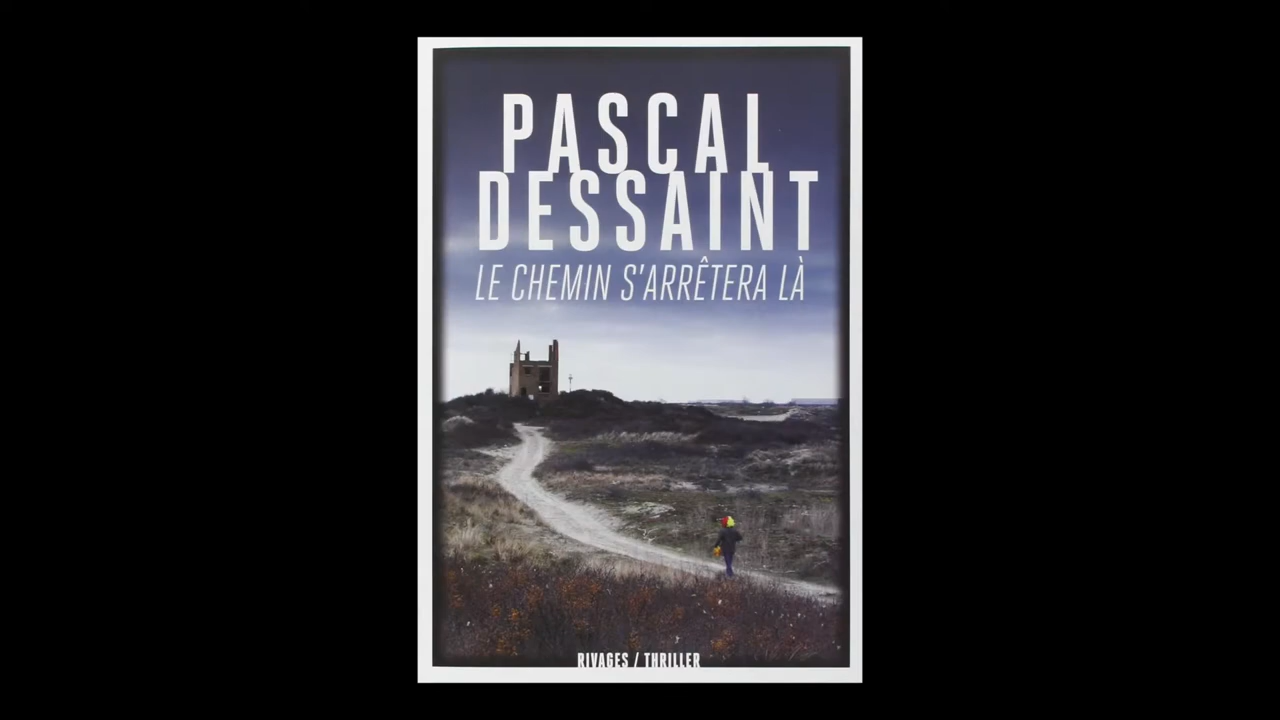 PASCAL
DESSAINT
LE CHEMIN S'ARRÊTERA LÀ
RIVAGES / THRILLER